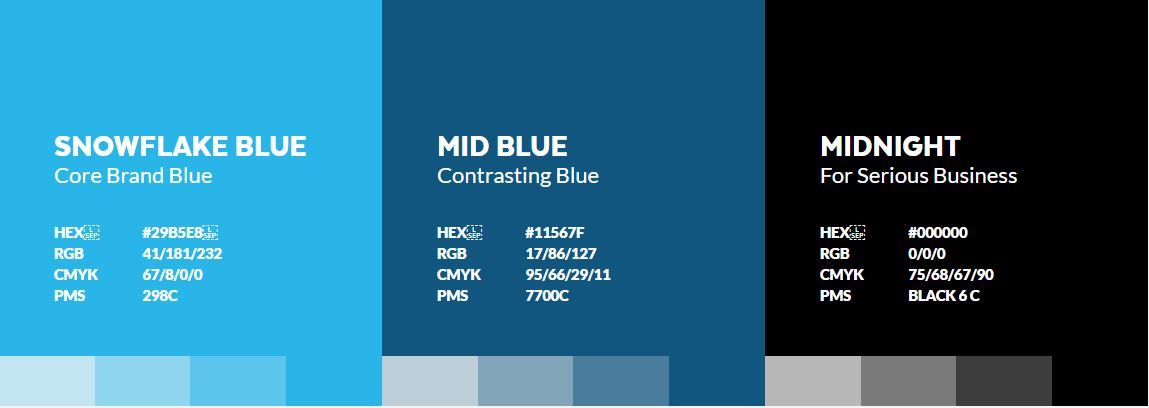 SNOWFLAKE BLUE
Core Brand Blue
HEX #29B5E8
RGB 41/181/232
CMYK 67/8/0/0
PMS 298C
MID BLUE
Contrasting Blue
HEX #11567F
RGB 17/86/127
CMYK 95/66/29/11
PMS 7700C
MIDNIGHT
For Serious Business
HEX #000000
RGB 0/0/0
CMYK 75/68/67/90
PMS BLACK 6 C